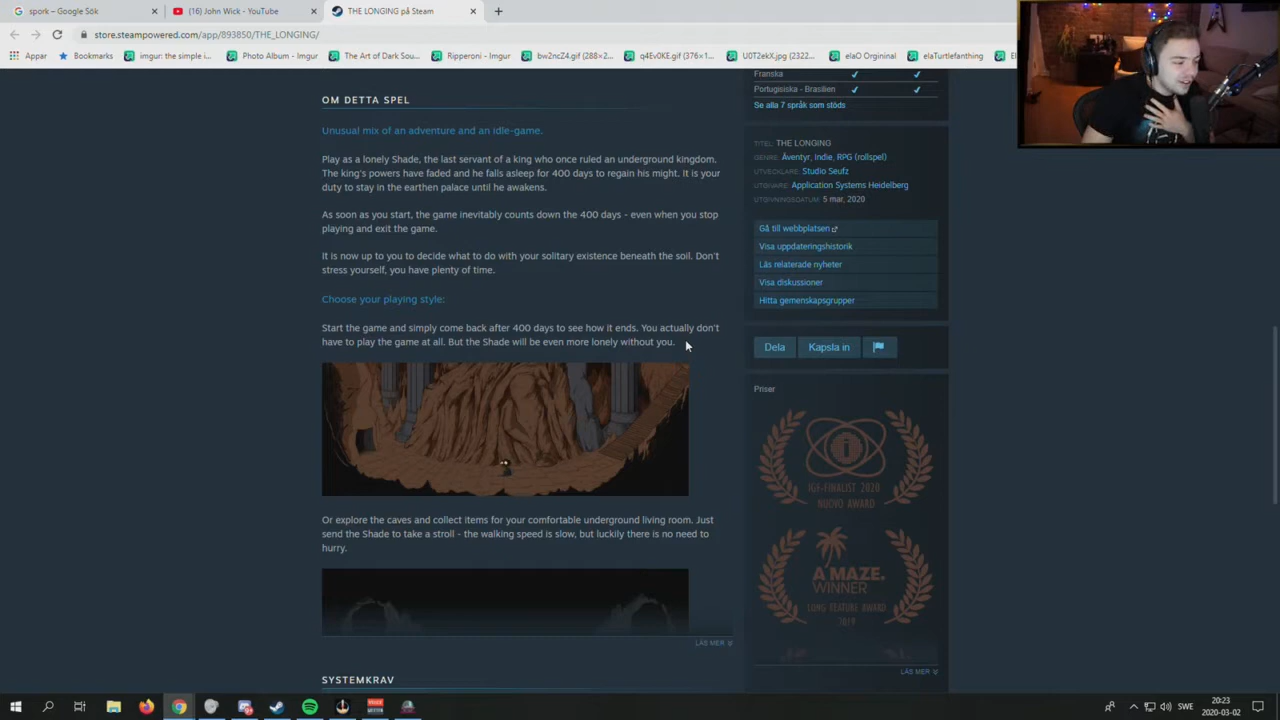 spork – Google Sök
(16) John Wick - YouTube
THE LONGING på Steam
store.steampowered.com/app/893850/THE_LONGING/
Appar
Bookmarks
imgur: the simple i...
Photo Album - Imgur
The Art of Dark Sou...
Ripperoni - Imgur
bw2ncZ4.gif (288×2...
q4Ev0Kc.gif (376×1...
U0T2ekX.jpg (2322...
elaO Orgininal
elaTurtlefanthing
OM DETTA SPEL
Unusual mix of an adventure and an idle-game.
Play as a lonely Shade, the last servant of a king who once ruled an underground kingdom.
The king's powers have faded and he falls asleep for 400 days to regain his might. It is your
duty to stay in the earthen palace until he awakens.
As soon as you start, the game inevitably counts down the 400 days - even when you stop
playing and exit the game.
It is now up to you to decide what to do with your solitary existence beneath the soil. Don't
stress yourself, you have plenty of time.
Choose your playing style:
Start the game and simply come back after 400 days to see how it ends. You actually don't
have to play the game at all. But the Shade will be even more lonely without you.
Or explore the caves and collect items for your comfortable underground living room. Just
send the Shade to take a stroll - the walking speed is slow, but luckily there is no need to
hurry.
LÄS MER
SYSTEMKRAV
Franska
Portugisiska - Brasilien
Se alla 7 språk som stöds
TITEL: THE LONGING
GENRE: Äventyr, Indie, RPG (rollspel)
UTVECKLARE: Studio Seufz
UTGIVARE: Application Systems Heidelberg
UTGIVNINGSDATUM: 5 mar, 2020
Gå till webbplatsen
Visa uppdateringshistorik
Läs relaterade nyheter
Visa diskussioner
Hitta gemenskapsgrupper
Dela
Kapsla in
Priser
IGF-FINALIST 2020
NUOVO AWARD
A MAZE.
WINNER
LONG FEATURE AWARD
2019
LÄS MER
SWE
20:23
2020-03-02